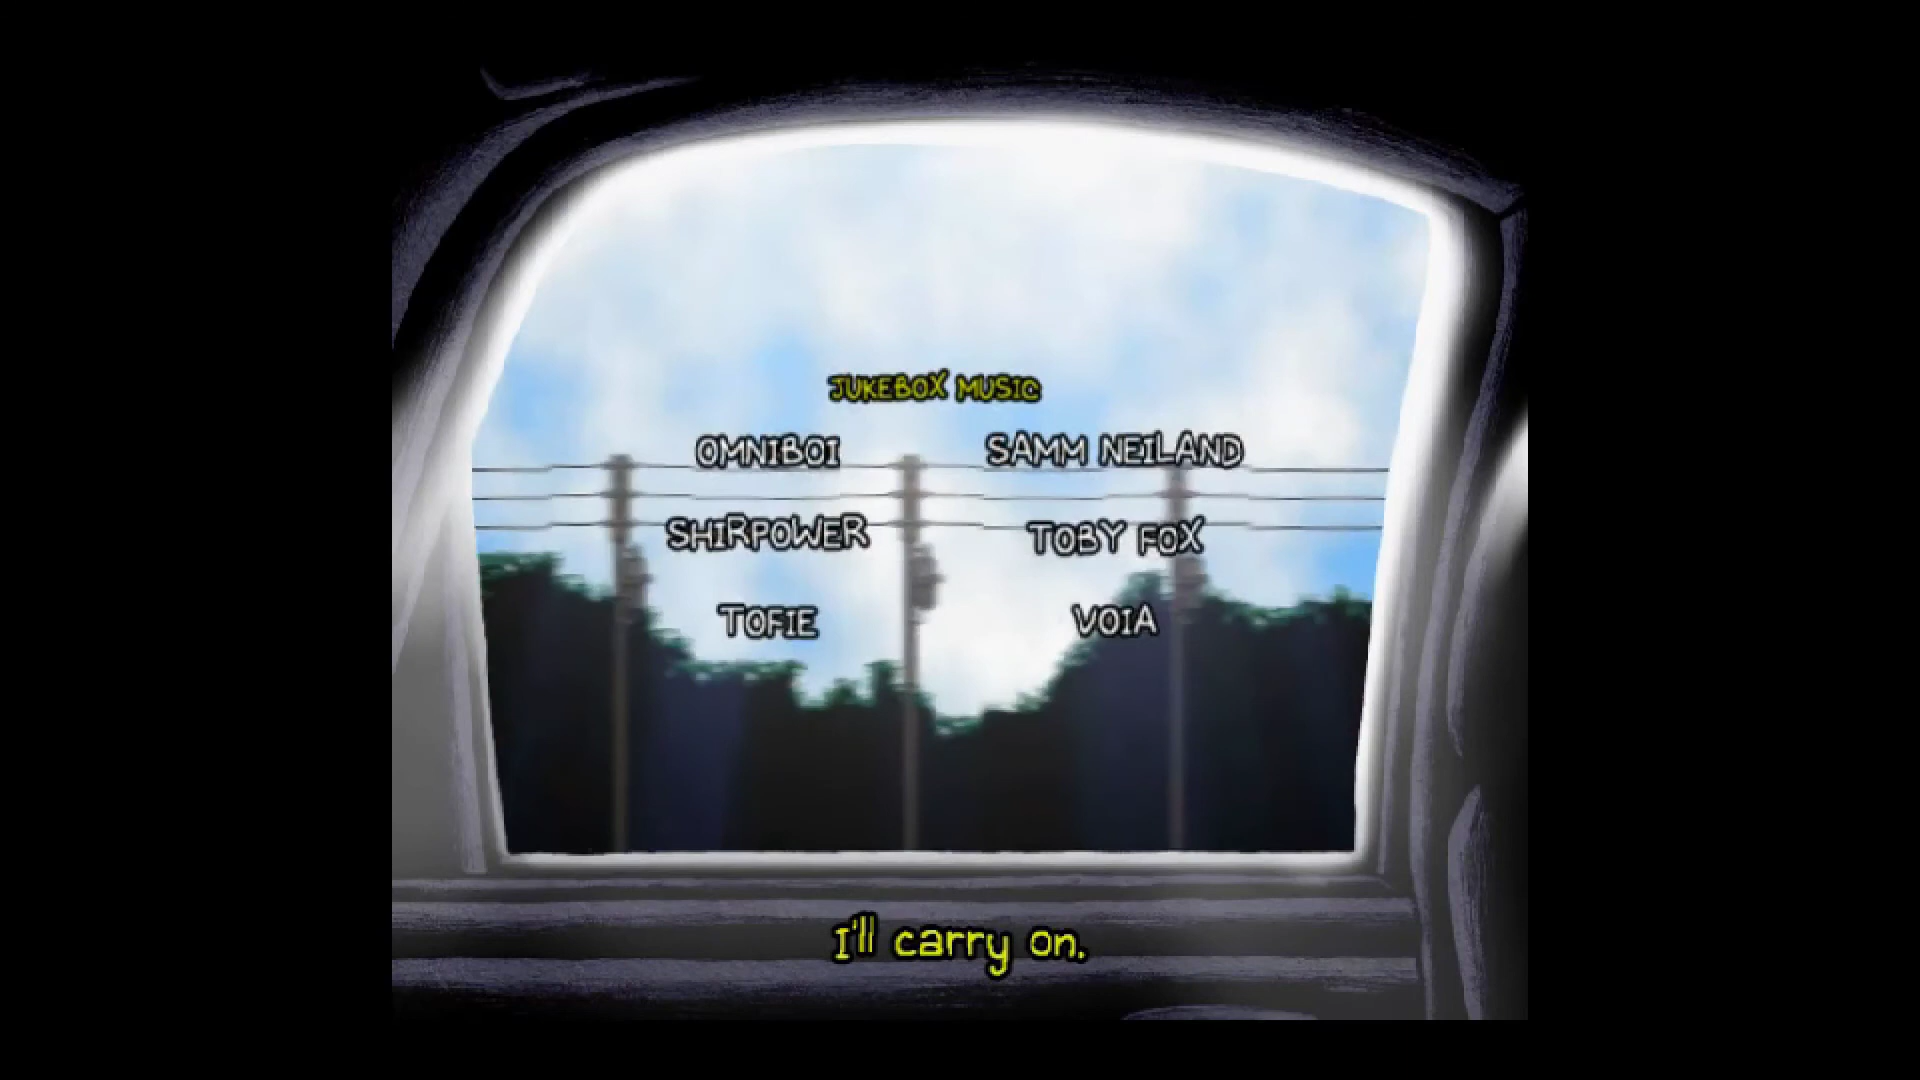 JUKEBOX MUSIC
OMNIBOI SAMM NEILAND
SHIRPOWER TOBY FOX
TOFIE VOIA
I'll carry on.